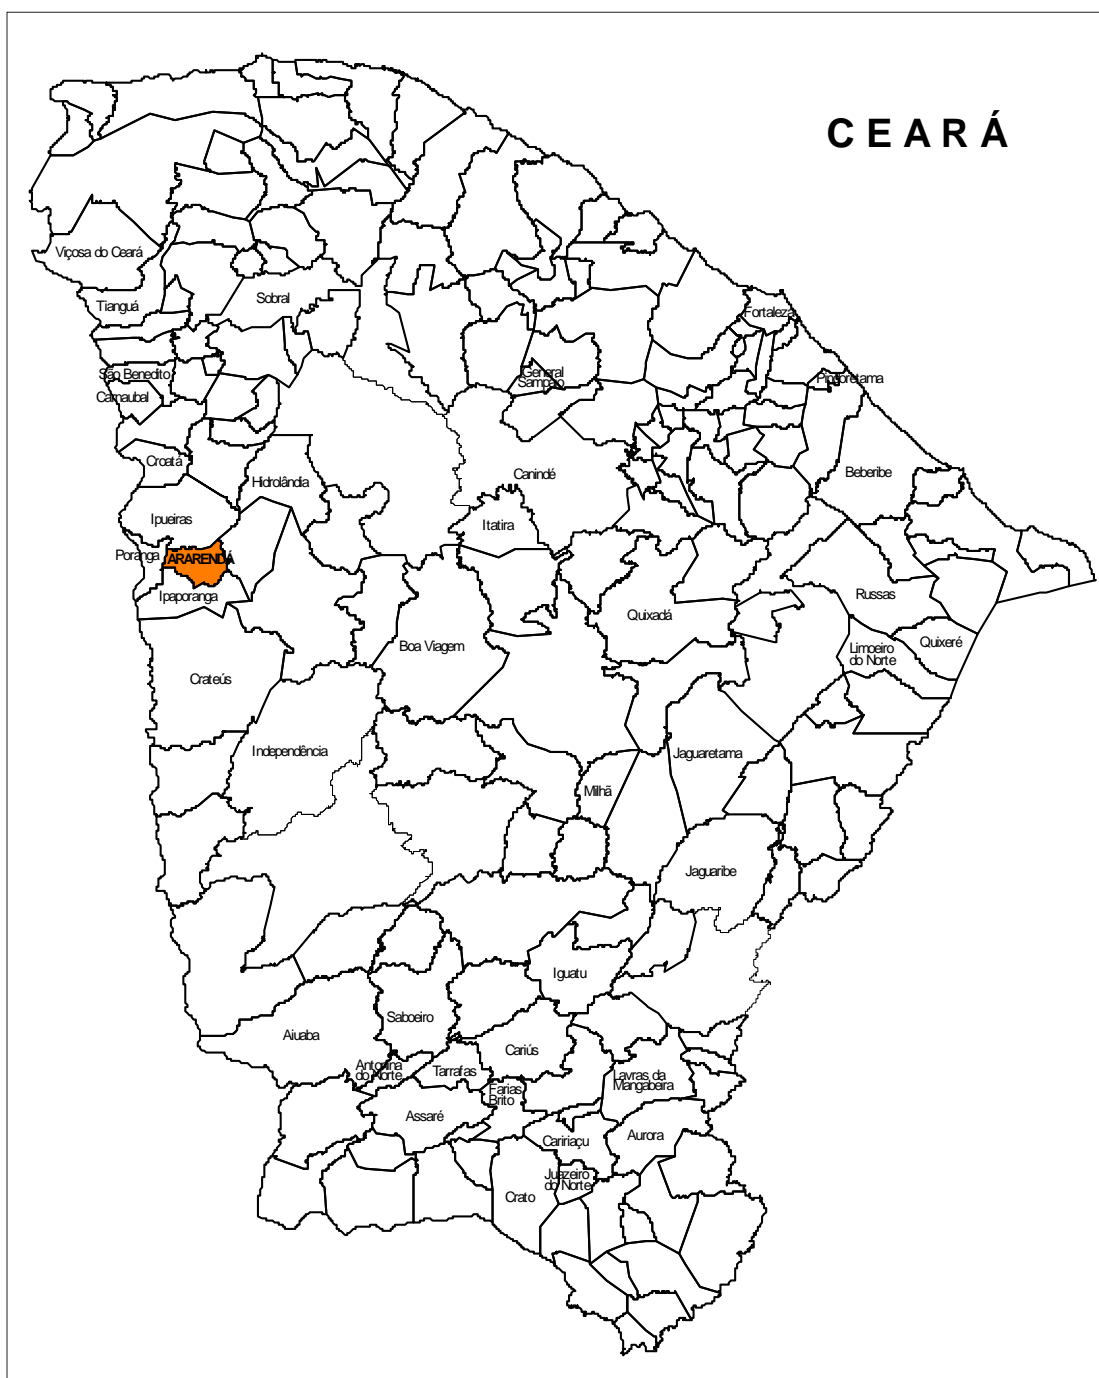 CEARÁ
Viçosa do Ceará
Tianguá
Sobral
Fortaleza
São Benedito
General
Sampaio
Pindoretama
Carnaubal
Croatá
Hidrolândia
Canindé
Beberibe
Ipueiras
Itatira
Poranga
ARARENDÁ
Ipaporanga
Quixadá
Russas
Boa Viagem
Limoeiro
do Norte
Quixeré
Crateús
Independência
Jaguaretama
Milhã
Jaguaribe
Iguatu
Saboeiro
Aiuaba
Cariús
Antonina
do Norte
Tarrafas
Lavras da
Mangabeira
Farias
Brito
Assaré
Caririaçu
Aurora
Juazeiro
do Norte
Crato